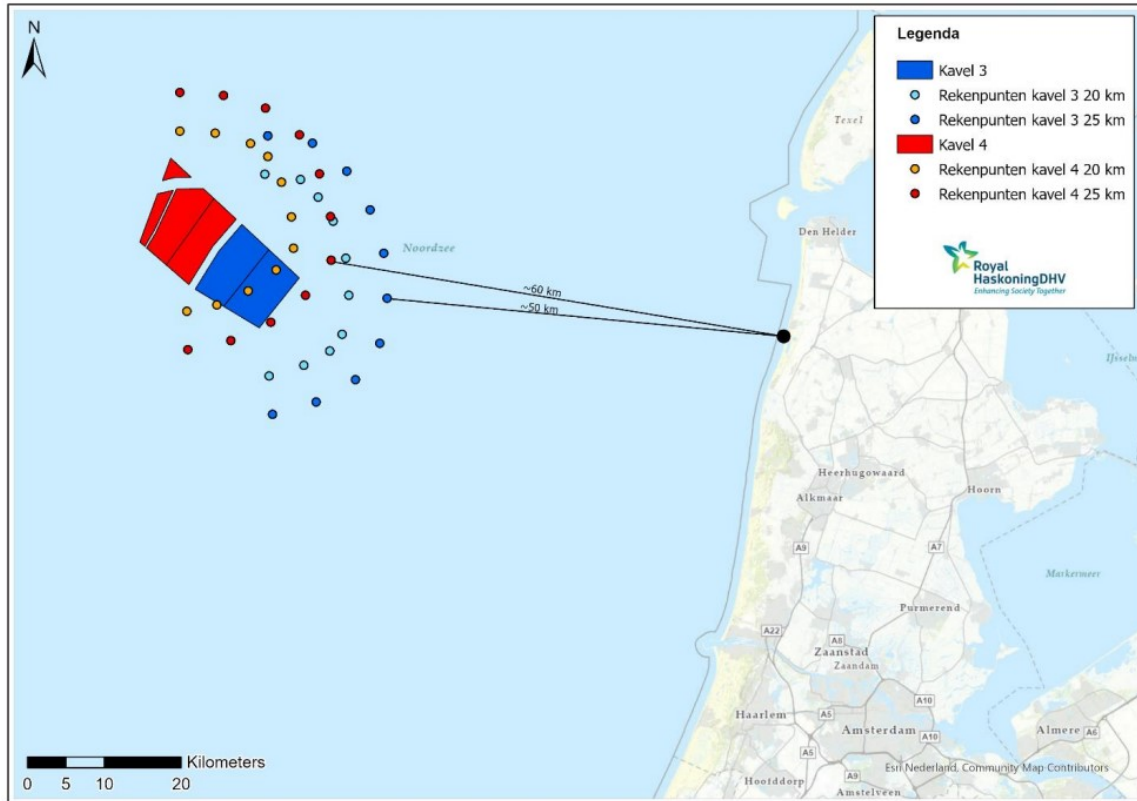 N
Legenda
Kavel 3
Rekenpunten kavel 3 20 km
Rekenpunten kavel 3 25 km
Kavel 4
Rekenpunten kavel 4 20 km
Rekenpunten kavel 4 25 km
Royal
HaskoningDHV
Enhancing Society Together
Texel
Den Helder
Noordzee
~60 km
~50 km
Heerhugowaard
Alkmaar
Hoorn
A9
A7
Markermeer
Purmerend
A22
A8
Zaanstad
Zaandam
A10
Haarlem
A5
Amsterdam
A10
Almere
A6
A5
A9
Hoofddorp
Amstelveen
Esri Nederland, Community Map Contributors
Kilometers
0 5 10 20